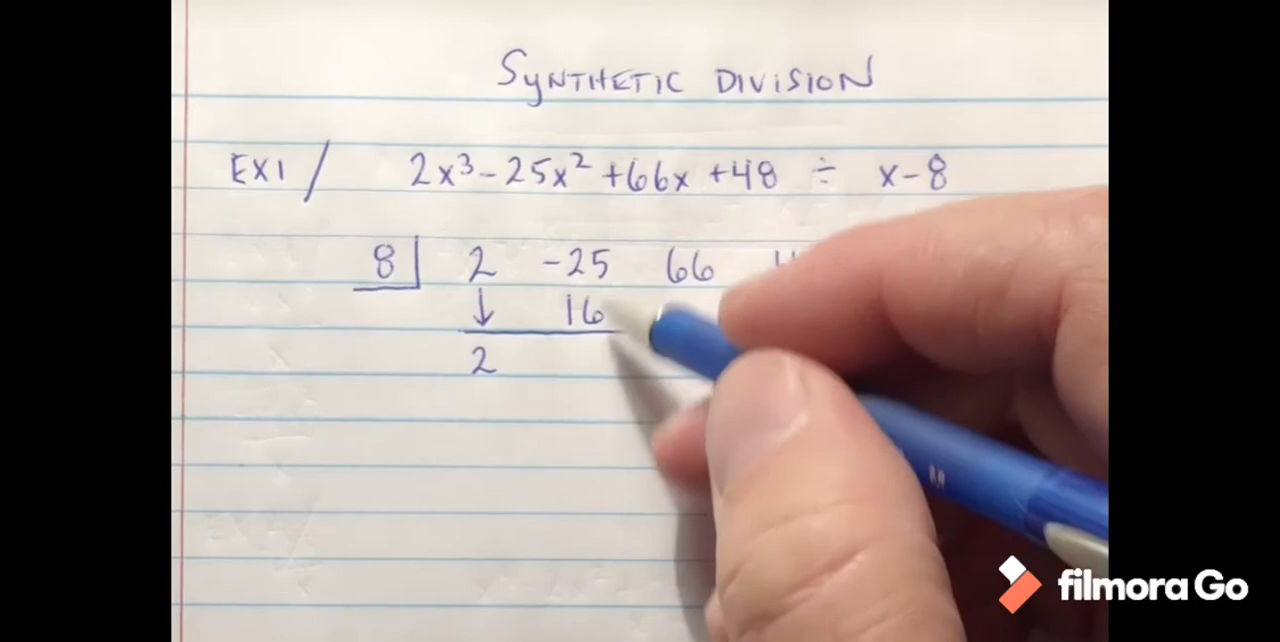 SYNTHETIC DIVISION
EX1/ 2x³-25x²+66x+48 ÷ x-8
8 2 -25 66
↓ 16
2
filmora Go